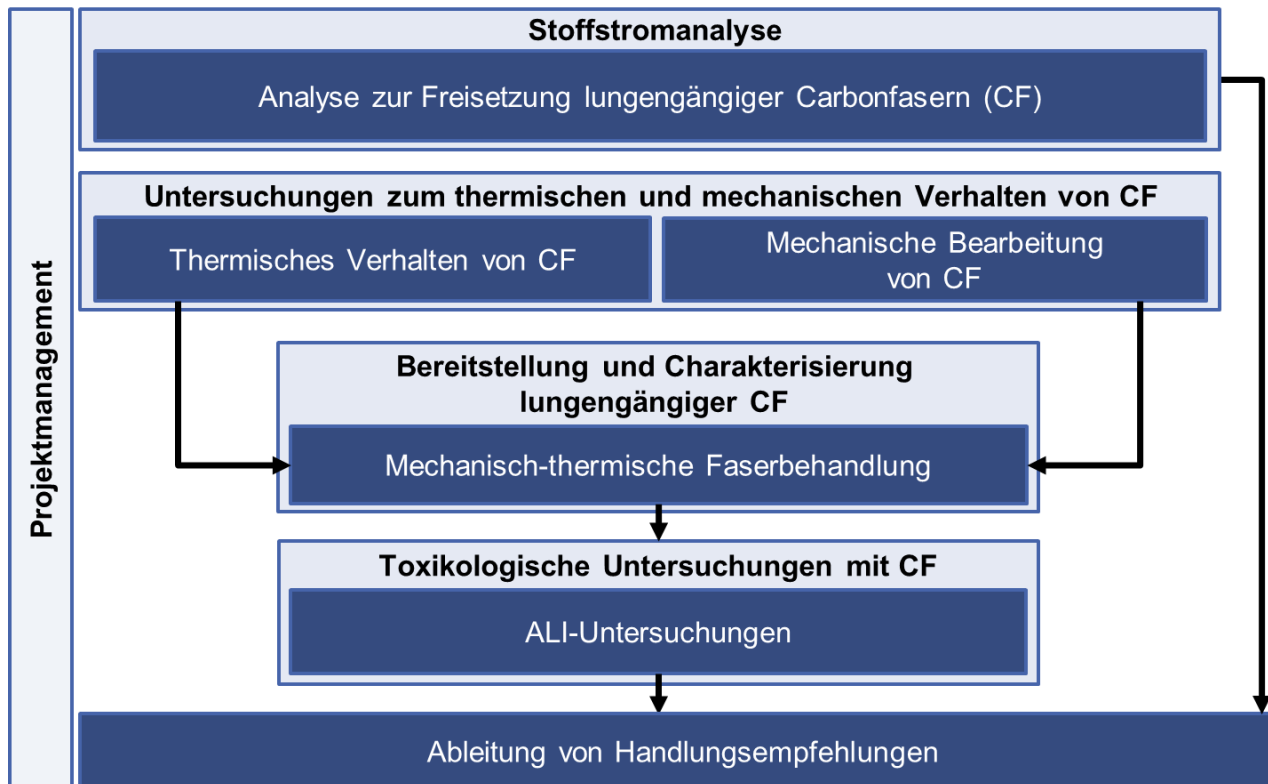 Projektmanagement
Stoffstromanalyse
Analyse zur Freisetzung lungengängiger Carbonfasern (CF)
Untersuchungen zum thermischen und mechanischen Verhalten von CF
Thermisches Verhalten von CF
Mechanische Bearbeitung
von CF
Bereitstellung und Charakterisierung
lungengängiger CF
Mechanisch-thermische Faserbehandlung
Toxikologische Untersuchungen mit CF
ALI-Untersuchungen
Ableitung von Handlungsempfehlungen